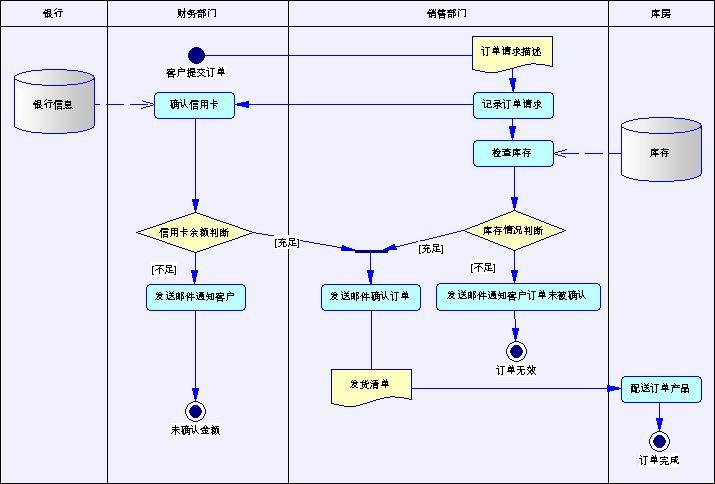 银行
财务部门
销售部门
库房
客户提交订单
订单请求描述
银行信息
确认信用卡
记录订单请求
检查库存
库存
信用卡余额判断
[充足]
[充足]
库存情况判断
[不足]
[不足]
发送邮件通知客户
发送邮件确认订单
发送邮件通知客户订单未被确认
订单无效
发货清单
配送订单产品
未确认金额
订单完成